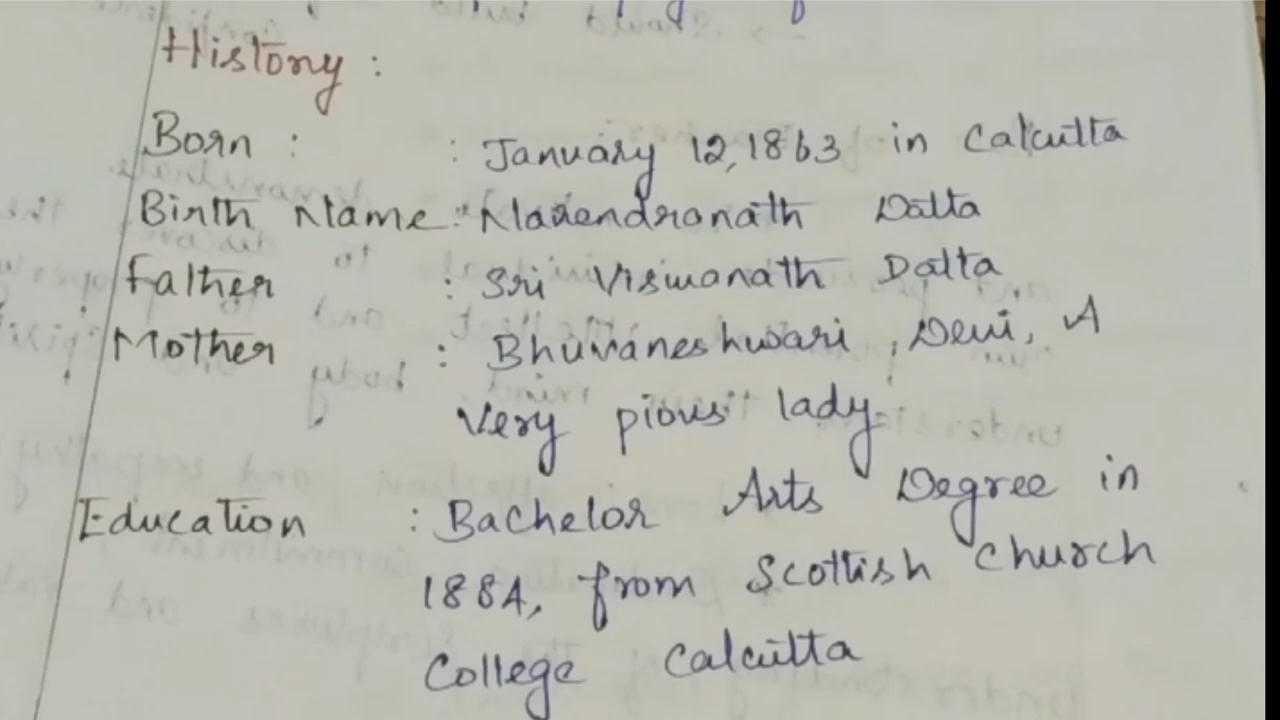 History :
Born : : January 12, 1863 in Calcutta
Birth Name : Narendranath Datta
Father : Sri Viswanath Datta
Mother : Bhuvaneshwari Devi, A
Very pious lady.
Education : Bachelor Arts Degree in
1884, from Scottish Church
College Calcutta